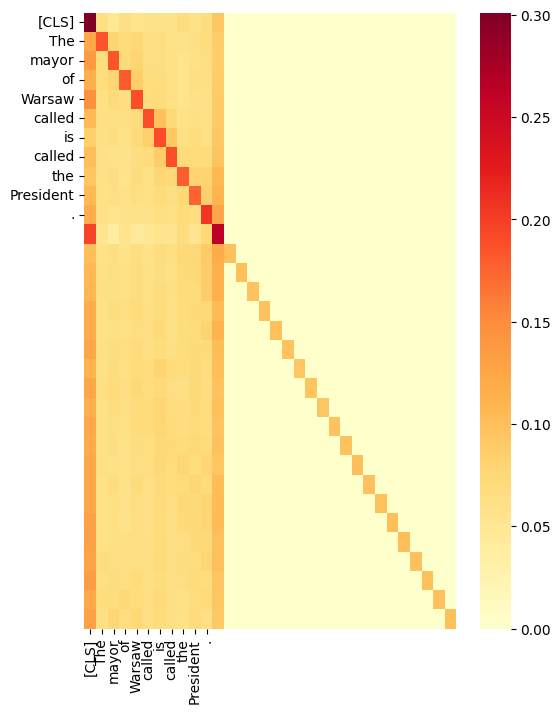 [CLS]
The
mayor
of
Warsaw
called
is
called
the
President
.
0.30
0.25
0.20
0.15
0.10
0.05
0.00
[CLS]
The
mayor
of
Warsaw
called
is
called
the
President
.